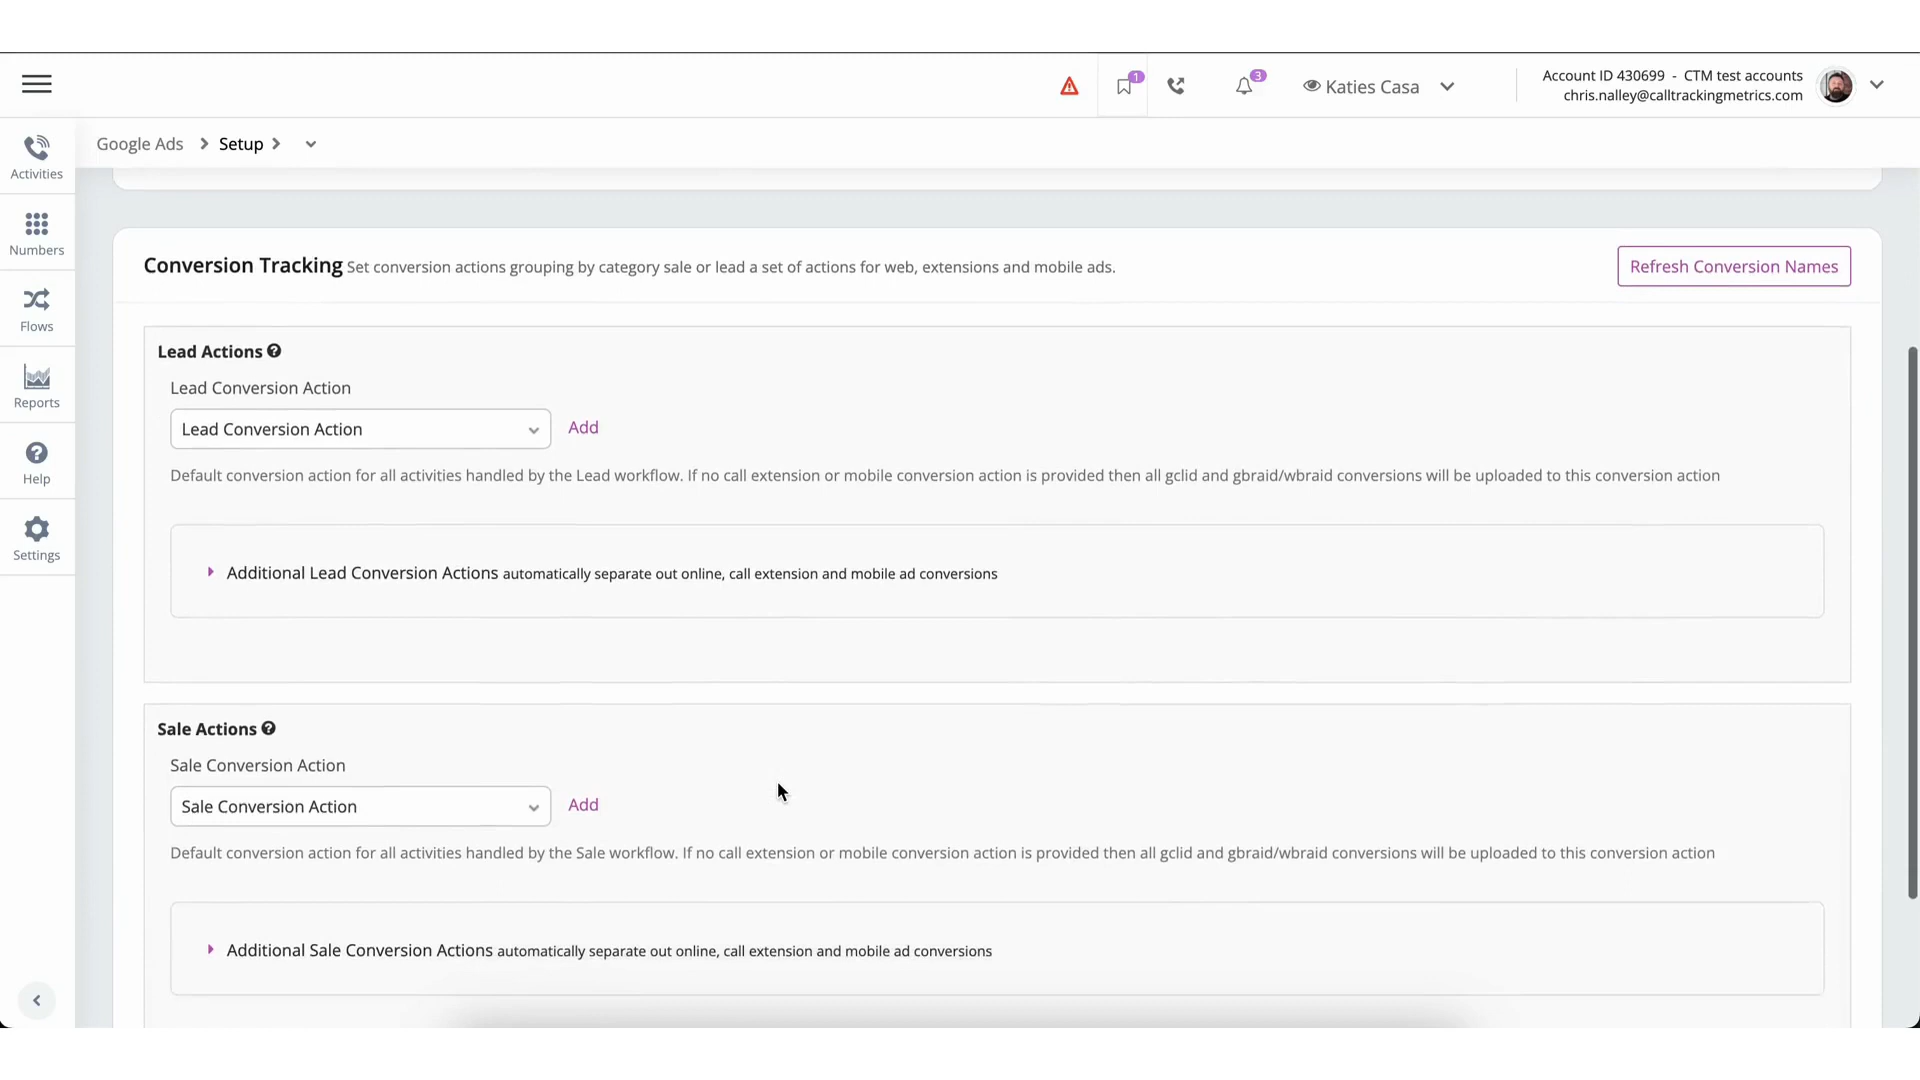 1
3
Katies Casa
Account ID 430699 - CTM test accounts
chris.nalley@calltrackingmetrics.com
Google Ads
Setup
Activities
Numbers
Flows
Reports
Help
Settings
Conversion Tracking Set conversion actions grouping by category sale or lead a set of actions for web, extensions and mobile ads.
Refresh Conversion Names
Lead Actions
Lead Conversion Action
Lead Conversion Action
Add
Default conversion action for all activities handled by the Lead workflow. If no call extension or mobile conversion action is provided then all gclid and gbraid/wbraid conversions will be uploaded to this conversion action
Additional Lead Conversion Actions automatically separate out online, call extension and mobile ad conversions
Sale Actions
Sale Conversion Action
Sale Conversion Action
Add
Default conversion action for all activities handled by the Sale workflow. If no call extension or mobile conversion action is provided then all gclid and gbraid/wbraid conversions will be uploaded to this conversion action
Additional Sale Conversion Actions automatically separate out online, call extension and mobile ad conversions